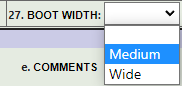 27. BOOT WIDTH:
Medium
Wide
e. COMMENTS